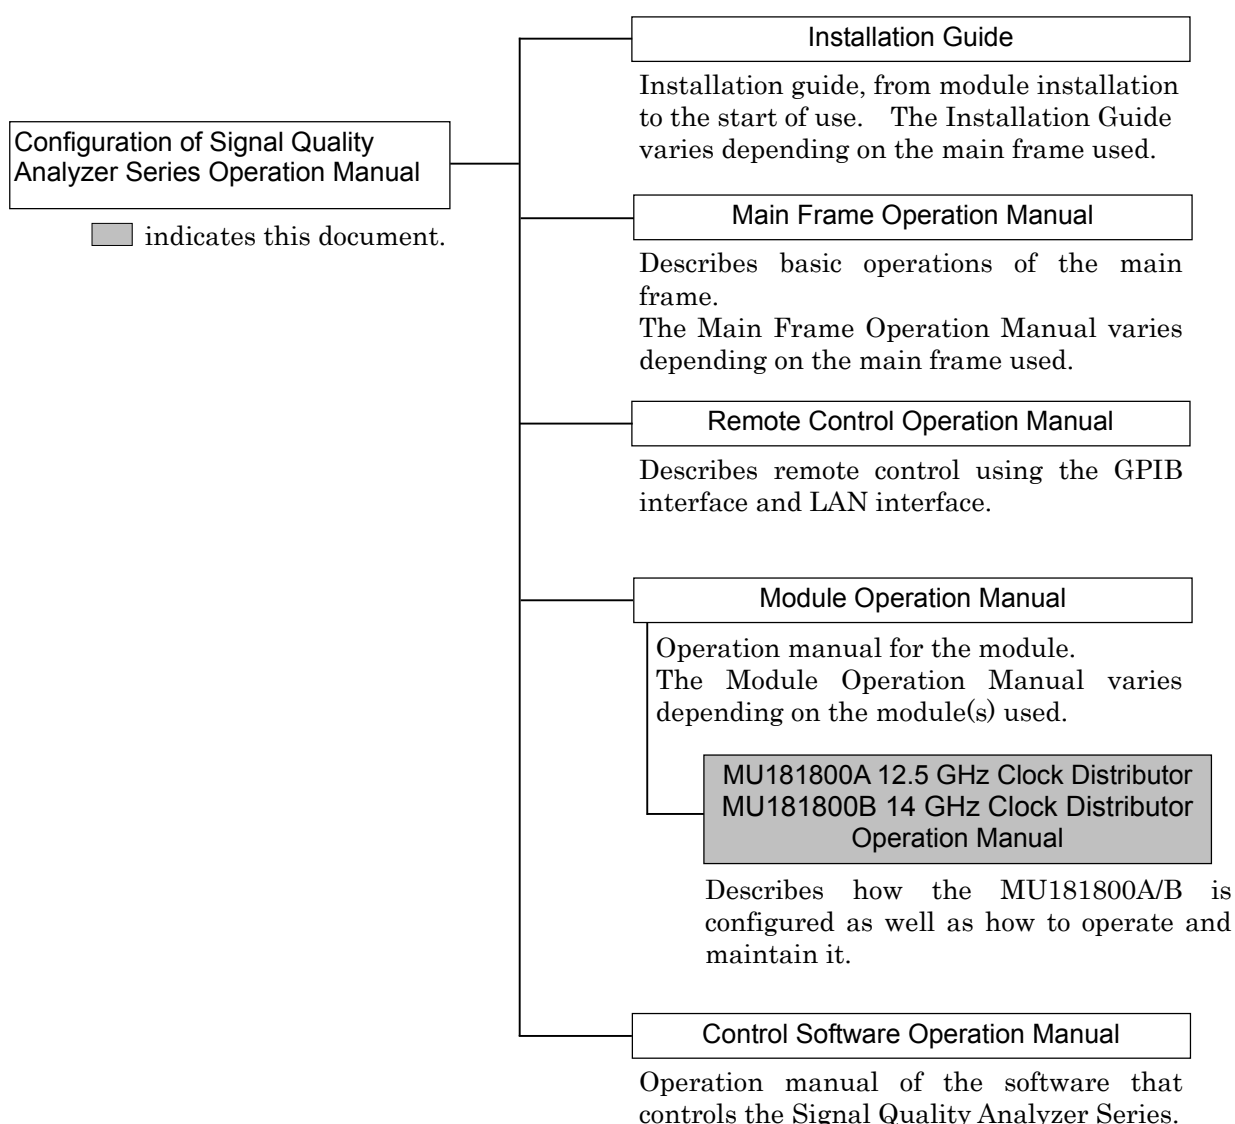 Configuration of Signal Quality
Analyzer Series Operation Manual
indicates this document.
Installation Guide
Installation guide, from module installation
to the start of use. The Installation Guide
varies depending on the main frame used.
Main Frame Operation Manual
Describes basic operations of the main
frame.
The Main Frame Operation Manual varies
depending on the main frame used.
Remote Control Operation Manual
Describes remote control using the GPIB
interface and LAN interface.
Module Operation Manual
Operation manual for the module.
The Module Operation Manual varies
depending on the module(s) used.
MU181800A 12.5 GHz Clock Distributor
MU181800B 14 GHz Clock Distributor
Operation Manual
Describes how the MU181800A/B is
configured as well as how to operate and
maintain it.
Control Software Operation Manual
Operation manual of the software that
controls the Signal Quality Analyzer Series.